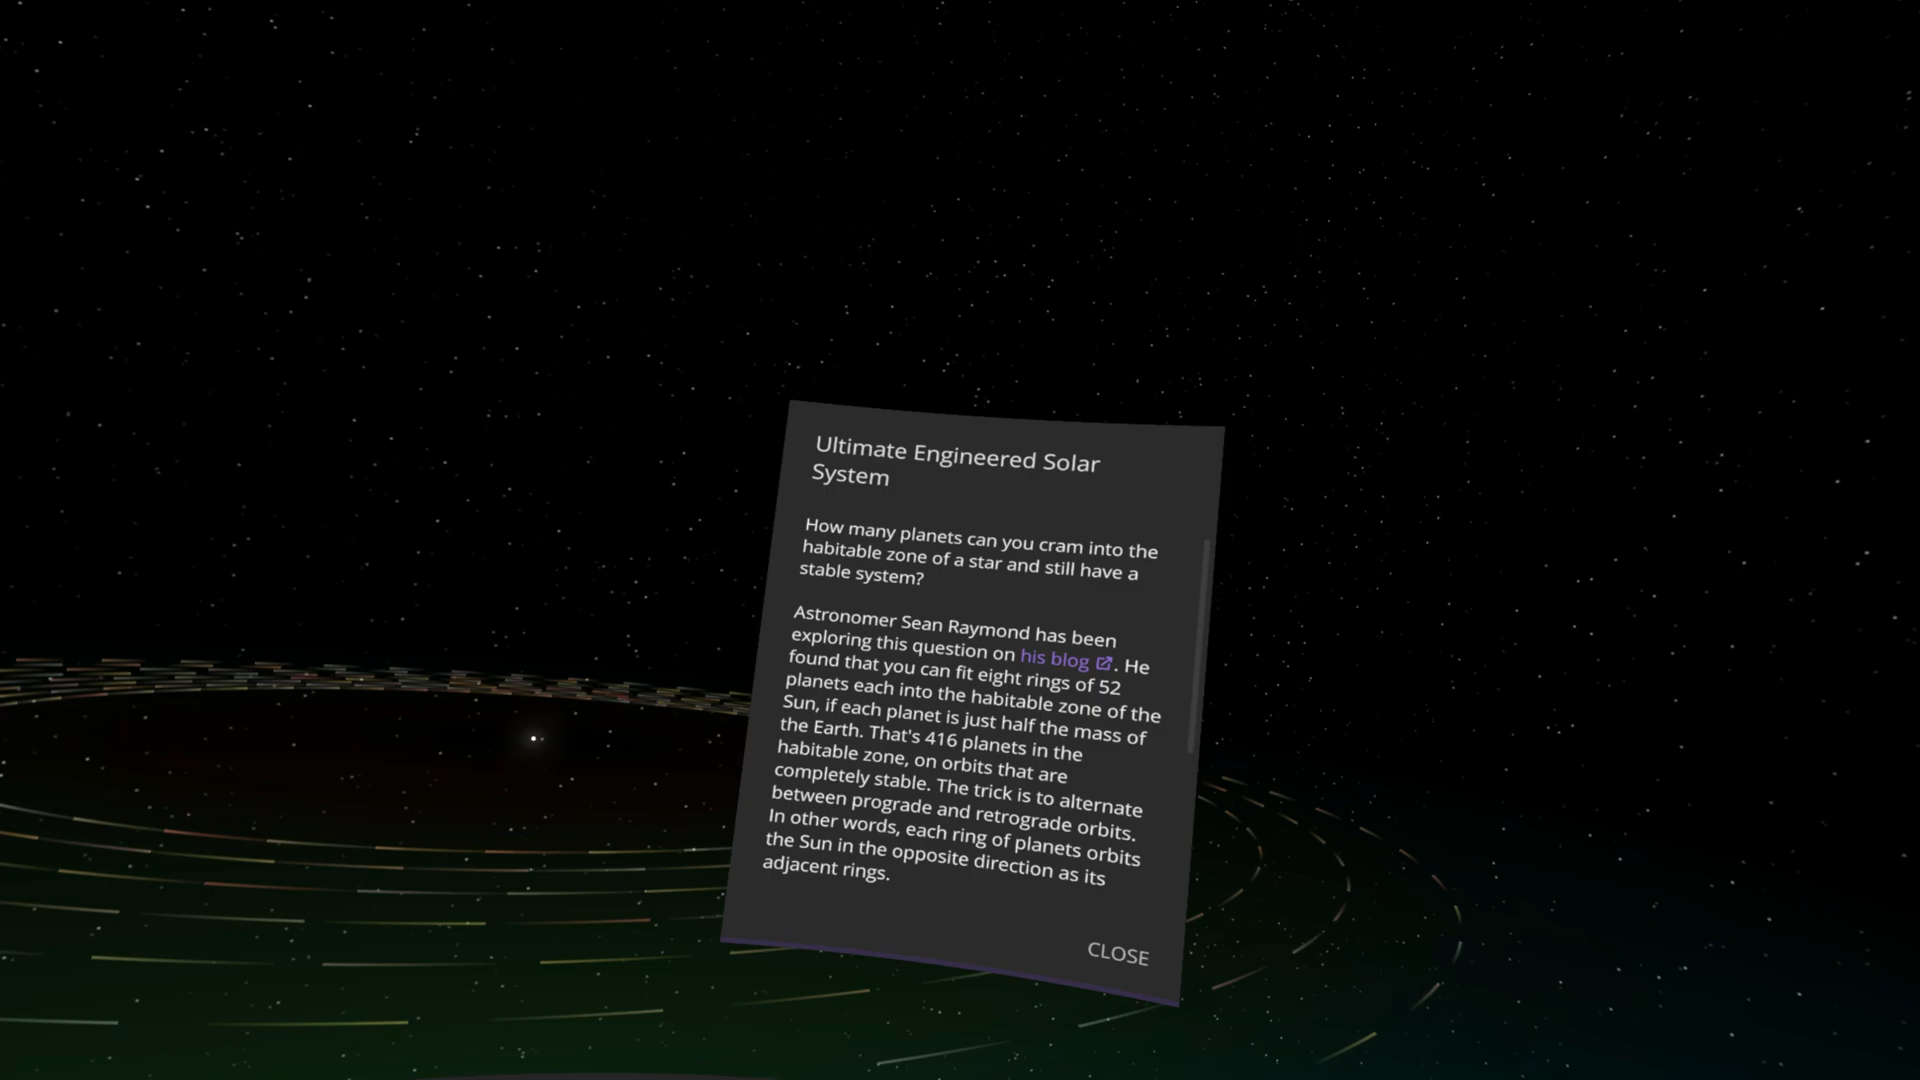 Ultimate Engineered Solar
System
How many planets can you cram into the
habitable zone of a star and still have a
stable system?
Astronomer Sean Raymond has been
exploring this question on his blog. He
found that you can fit eight rings of 52
planets each into the habitable zone of the
Sun, if each planet is just half the mass of
the Earth. That's 416 planets in the
habitable zone, on orbits that are
completely stable. The trick is to alternate
between prograde and retrograde orbits.
In other words, each ring of planets orbits
the Sun in the opposite direction as its
adjacent rings.
CLOSE